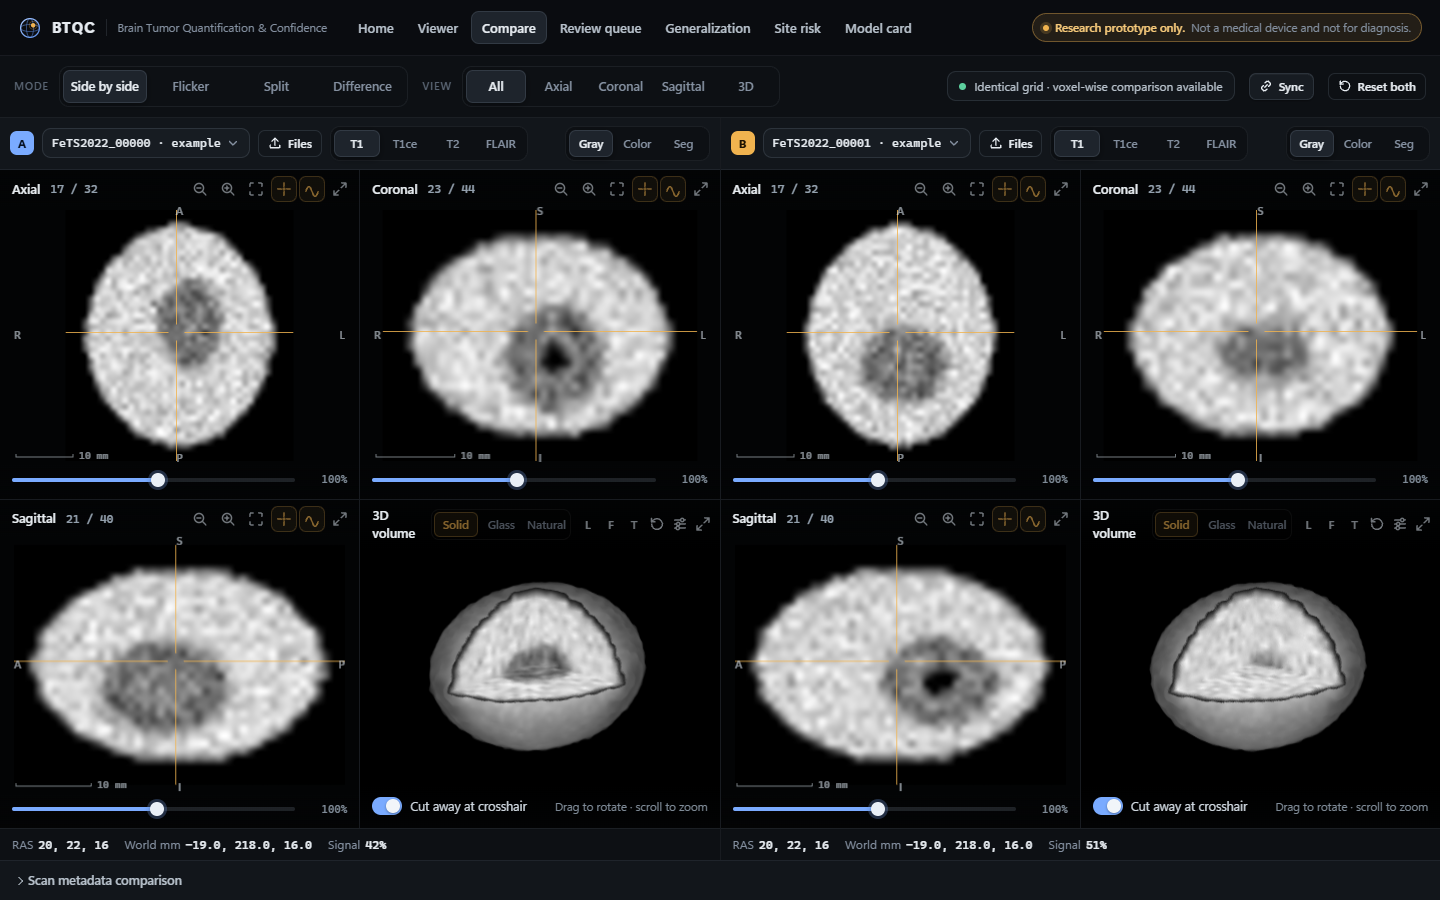 BTQC Brain Tumor Quantification & Confidence Home Viewer Compare Review queue Generalization Site risk Model card Research prototype only. Not a medical device and not for diagnosis.
MODE Side by side Flicker Split Difference VIEW All Axial Coronal Sagittal 3D Identical grid · voxel-wise comparison available Sync Reset both
A FeTS2022_00000 · example Files T1 T1ce T2 FLAIR Gray Color Seg B FeTS2022_00001 · example Files T1 T1ce T2 FLAIR Gray Color Seg
Axial 17 / 32 Coronal 23 / 44 Axial 17 / 32 Coronal 23 / 44
A S A S
R L R L R L R L
10 mm 10 mm 10 mm 10 mm
P I P I
100% 100% 100% 100%
Sagittal 21 / 40 3D volume Solid Glass Natural L F T Sagittal 21 / 40 3D volume Solid Glass Natural L F T
S S
A P A P
10 mm I 10 mm I
100% Cut away at crosshair Drag to rotate · scroll to zoom 100% Cut away at crosshair Drag to rotate · scroll to zoom
RAS 20, 22, 16 World mm −19.0, 218.0, 16.0 Signal 42% RAS 20, 22, 16 World mm −19.0, 218.0, 16.0 Signal 51%
Scan metadata comparison